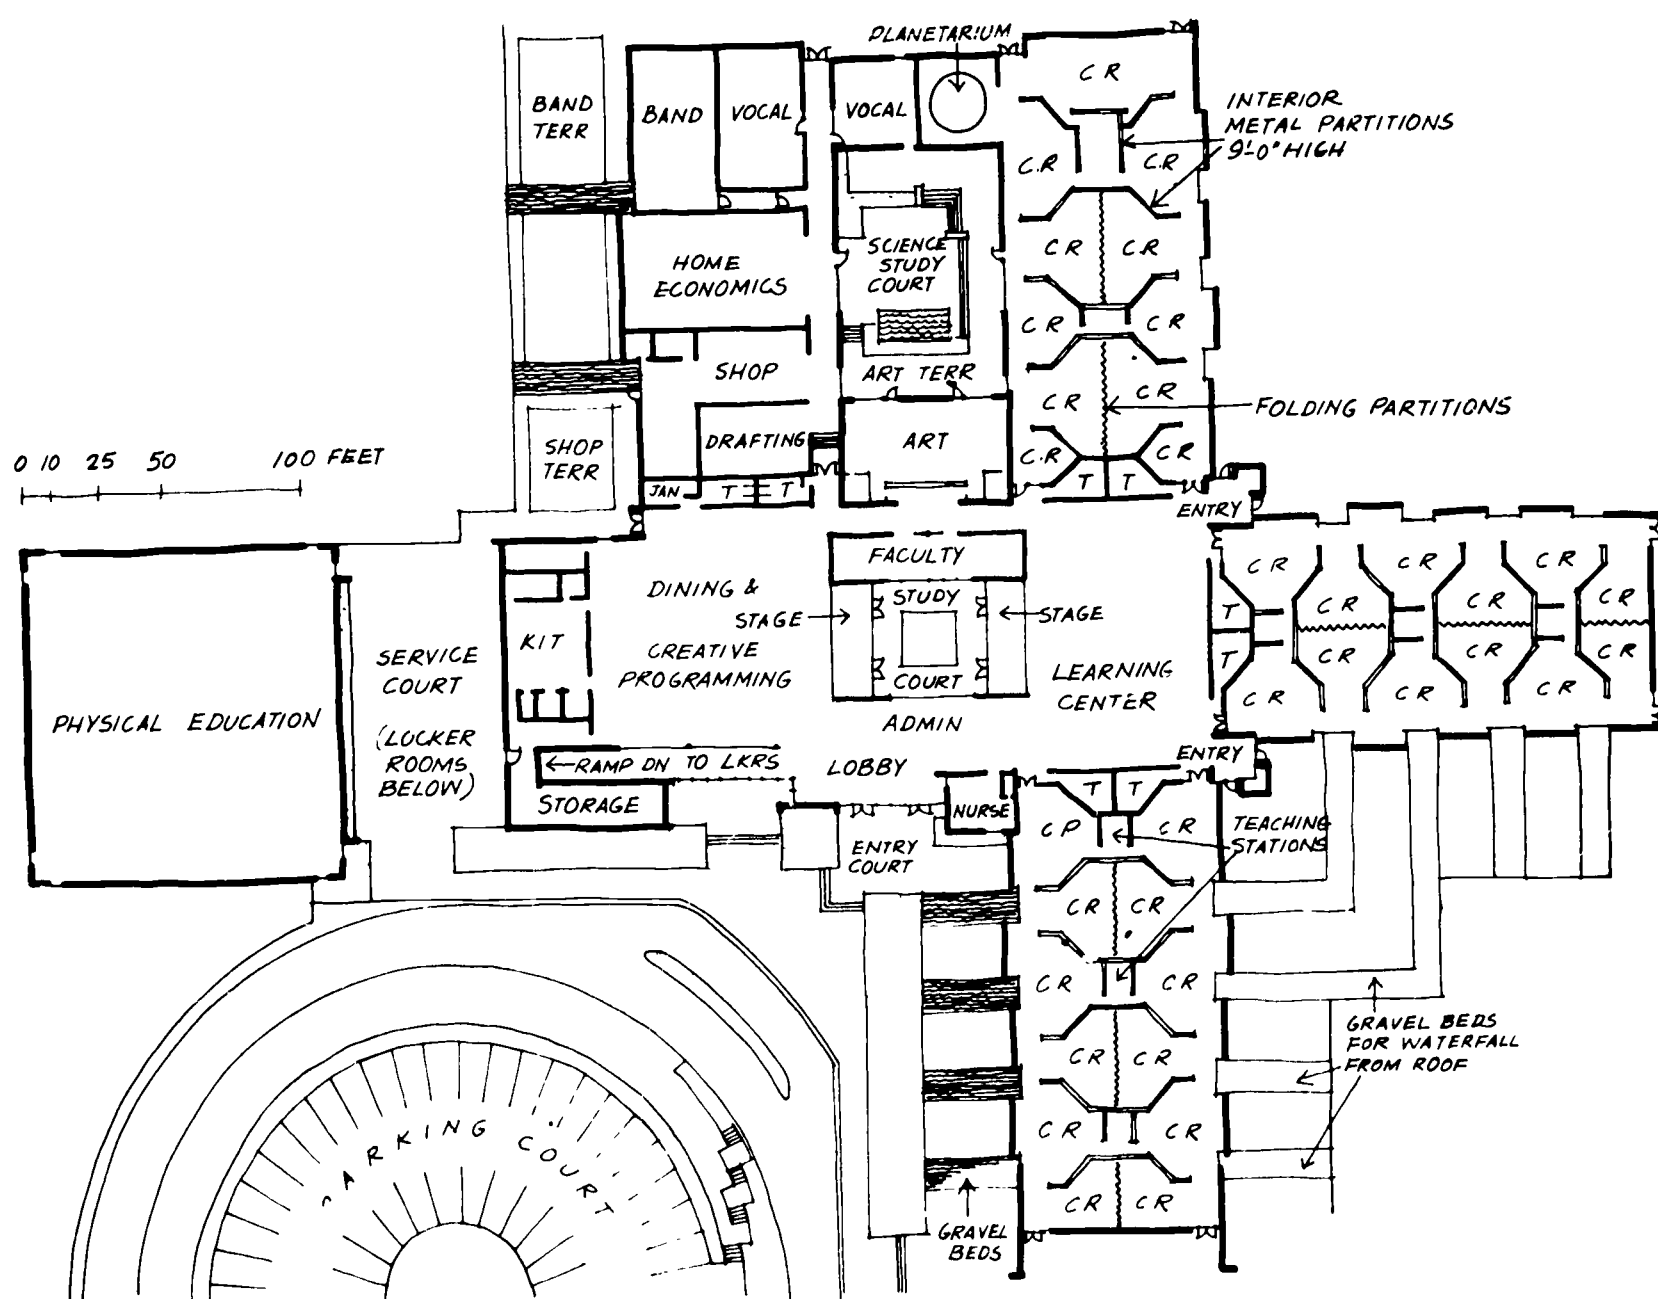 PLANETARIUM
BAND
TERR
BAND
VOCAL
VOCAL
C R
INTERIOR
METAL PARTITIONS
9'-0" HIGH
C.R
C.R
HOME
ECONOMICS
SCIENCE
STUDY
COURT
C R
C R
C R
C R
SHOP
ART TERR
C R
C R
FOLDING PARTITIONS
SHOP
TERR
DRAFTING
ART
C.R
C R
0 10 25 50 100 FEET
JAN
T
T
T
T
ENTRY
FACULTY
STUDY
COURT
DINING &
CREATIVE
PROGRAMMING
STAGE
STAGE
KIT
SERVICE
COURT
(LOCKER
ROOMS
BELOW)
PHYSICAL EDUCATION
LEARNING
CENTER
ADMIN
C R
C R
C R
T
C R
C R
C R
T
C R
C R
C R
C R
C R
C R
ENTRY
RAMP DN TO LKRS
LOBBY
STORAGE
NURSE
T
T
ENTRY
COURT
C P
C R
TEACHING
STATIONS
C R
C R
C R
C R
C R
C R
GRAVEL BEDS
FOR WATERFALL
FROM ROOF
C R
C R
C R
C R
PARKING COURT
GRAVEL
BEDS